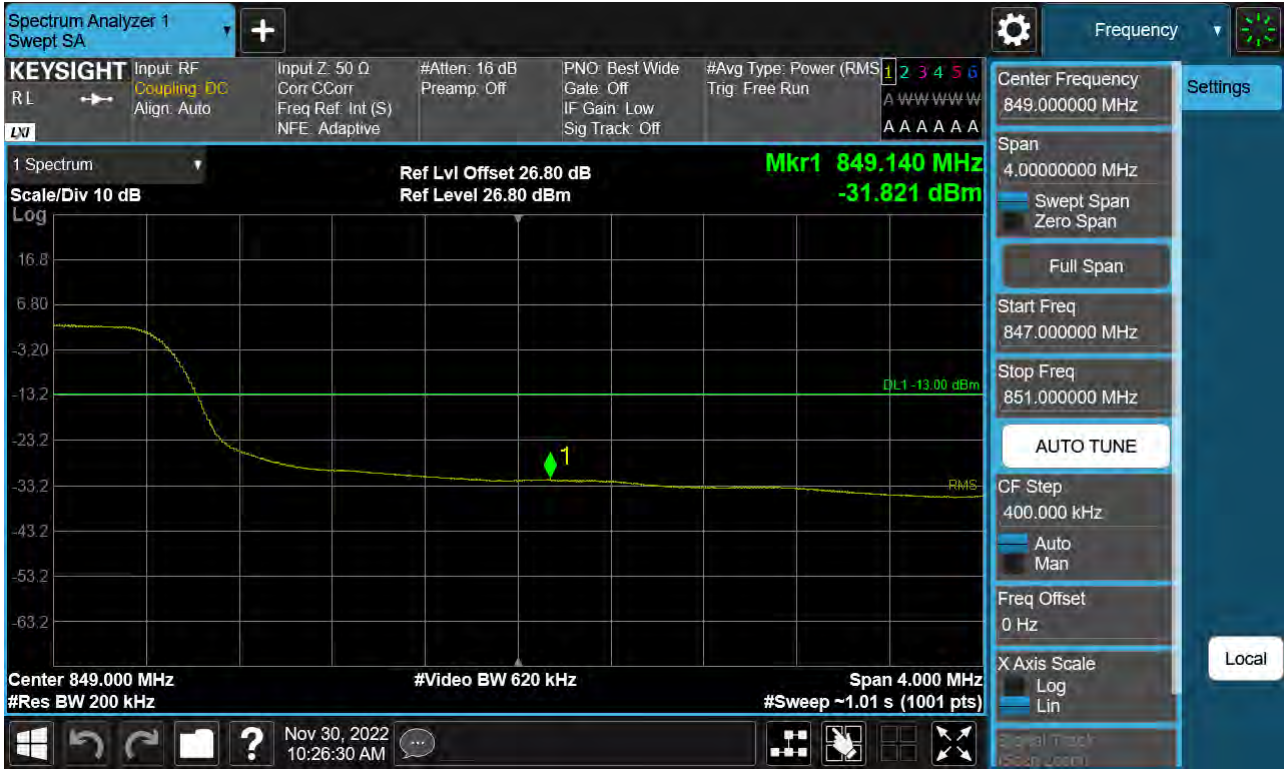 Spectrum Analyzer 1
Swept SA
Frequency
KEYSIGHT
R L
LXI
Input: RF
Coupling: DC
Align: Auto
Input Z: 50 Ω
Corr CCorr
Freq Ref: Int (S)
NFE: Adaptive
#Atten: 16 dB
Preamp: Off
PNO: Best Wide
Gate: Off
IF Gain: Low
Sig Track: Off
#Avg Type: Power (RMS
Trig: Free Run
1 2 3 4 5 6
A W W W W W
A A A A A A
1 Spectrum
Scale/Div 10 dB
Log
Ref Lvl Offset 26.80 dB
Ref Level 26.80 dBm
Mkr1 849.140 MHz
-31.821 dBm
16.8
6.80
-3.20
-13.2
-23.2
-33.2
-43.2
-53.2
-63.2
DL1 -13.00 dBm
1
RMS
Center 849.000 MHz
#Res BW 200 kHz
#Video BW 620 kHz
Span 4.000 MHz
#Sweep ~1.01 s (1001 pts)
Center Frequency
849.000000 MHz
Span
4.00000000 MHz
Swept Span
Zero Span
Full Span
Start Freq
847.000000 MHz
Stop Freq
851.000000 MHz
AUTO TUNE
CF Step
400.000 kHz
Auto
Man
Freq Offset
0 Hz
X Axis Scale
Log
Lin
Signal Track
(Span Zoom)
Settings
Local
Nov 30, 2022
10:26:30 AM